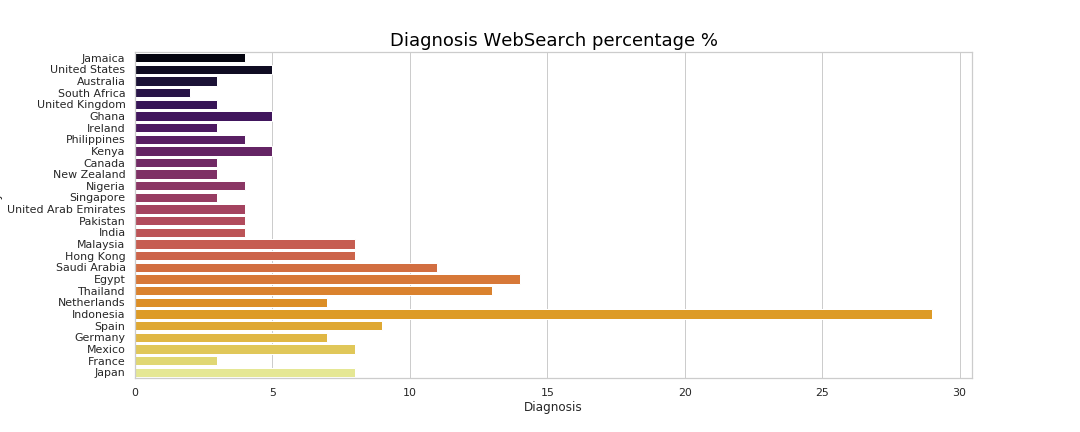 Diagnosis WebSearch percentage %
Jamaica
United States
Australia
South Africa
United Kingdom
Ghana
Ireland
Philippines
Kenya
Canada
New Zealand
Nigeria
Singapore
United Arab Emirates
Pakistan
India
Malaysia
Hong Kong
Saudi Arabia
Egypt
Thailand
Netherlands
Indonesia
Spain
Germany
Mexico
France
Japan
0 5 10 15 20 25 30
Diagnosis